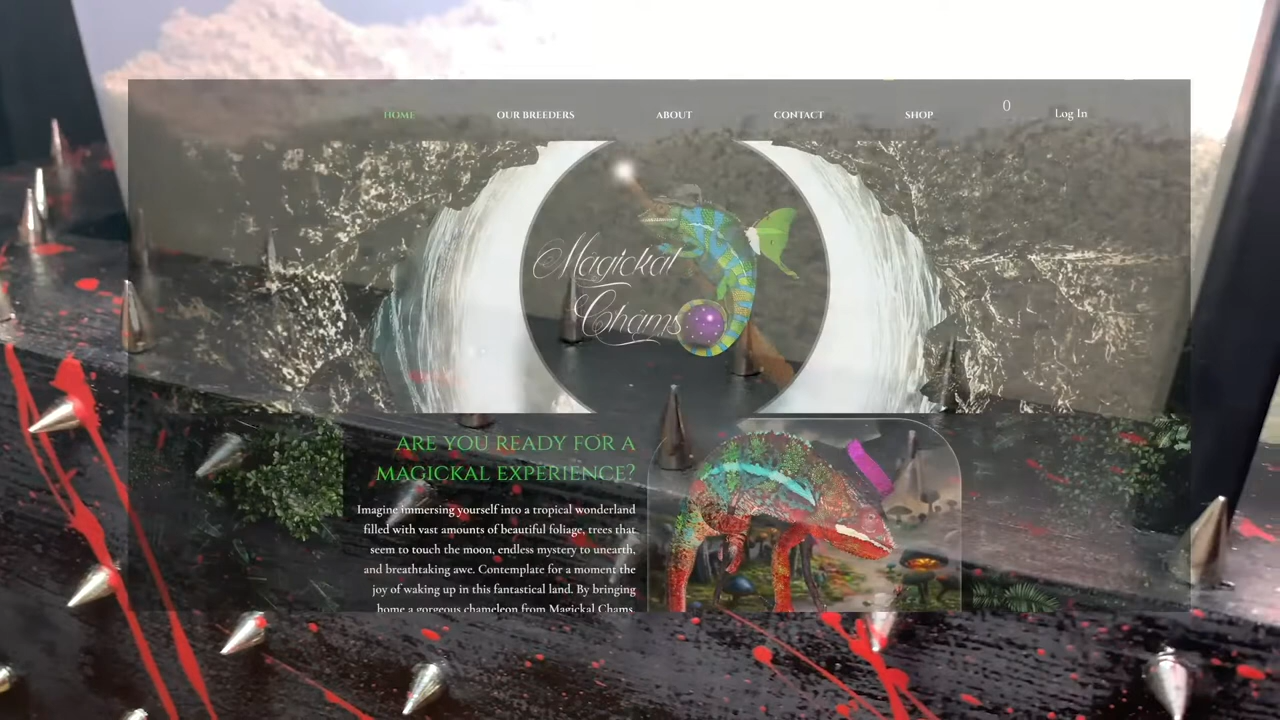 HOME OUR BREEDERS ABOUT CONTACT SHOP 0 Log In
Magickal
Chams
ARE YOU READY FOR A
MAGICKAL EXPERIENCE?
Imagine immersing yourself into a tropical wonderland
filled with vast amounts of beautiful foliage, trees that
seem to touch the moon, endless mystery to unearth,
and breathtaking awe. Contemplate for a moment the
joy of waking up in this fantastical land. By bringing
home a gorgeous chameleon from Magickal Chams,